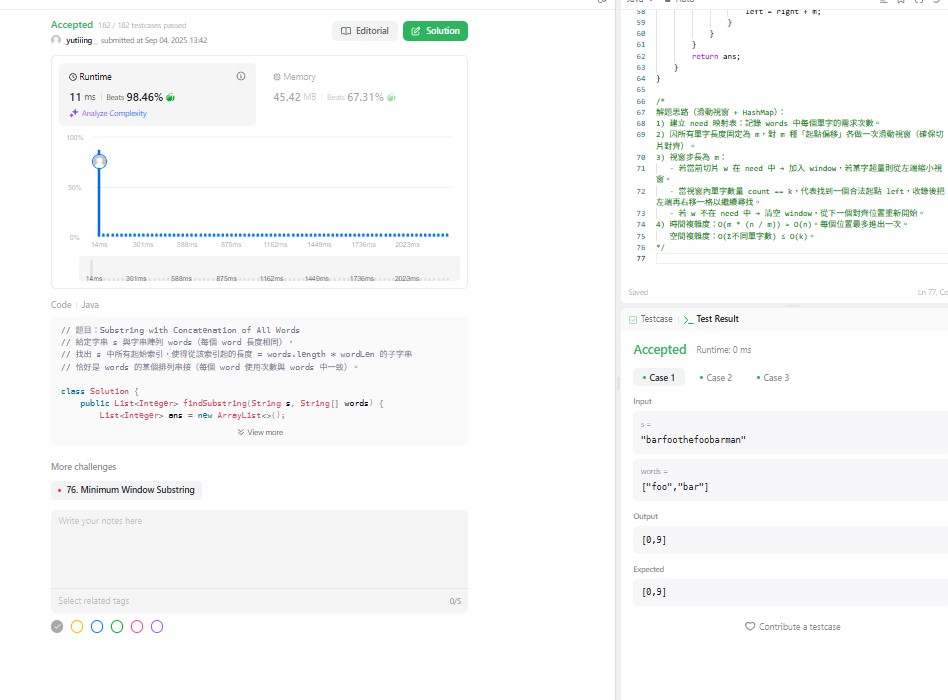 Accepted 182 / 182 testcases passed
yutiiing_ submitted at Sep 04, 2025 13:42
Editorial
Solution
Runtime
11 ms | Beats 98.46%
Analyze Complexity
Memory
45.42 MB | Beats 67.31%
100%
50%
0%
14ms 301ms 588ms 875ms 1162ms 1449ms 1736ms 2023ms
14ms 301ms 588ms 875ms 1162ms 1449ms 1736ms 2023ms
Code | Java
// 題目：Substring with Concatenation of All Words
// 給定字串 s 與字串陣列 words（每個 word 長度相同），
// 找出 s 中所有起始索引，使得從該索引起的長度 = words.length * wordLen 的子字串
// 恰好是 words 的某個排列串接（每個 word 使用次數與 words 中一致）。
class Solution {
public List<Integer> findSubstring(String s, String[] words) {
List<Integer> ans = new ArrayList<>();
View more
More challenges
76. Minimum Window Substring
Write your notes here
Select related tags
0/5
58 left = right + m;
59 }
60 }
61 }
62 return ans;
63 }
64 }
65
66 /*
67 解題思路（滑動視窗 + HashMap）：
68 1) 建立 need 映射表：記錄 words 中每個單字的需求次數。
69 2) 因所有單字長度固定為 m，對 m 種「起點偏移」各做一次滑動視窗（確保切
片對齊）。
70 3) 視窗步長為 m：
71 - 若當前切片 w 在 need 中 → 加入 window，若某字超量則從左端縮小視
窗。
72 - 當視窗內單字數量 count == k，代表找到一個合法起點 left，收錄後把
左端再右移一格以繼續尋找。
73 - 若 w 不在 need 中 → 清空 window，從下一個對齊位置重新開始。
74 4) 時間複雜度：O(m * (n / m)) ≈ O(n)。每個位置最多進出一次。
75 空間複雜度：O(Σ不同單字數) ≤ O(k)。
76 */
77
Saved
Ln 77, Co
Testcase
Test Result
Accepted Runtime: 0 ms
Case 1
Case 2
Case 3
Input
s =
"barfoothefoobarman"
words =
["foo","bar"]
Output
[0,9]
Expected
[0,9]
Contribute a testcase